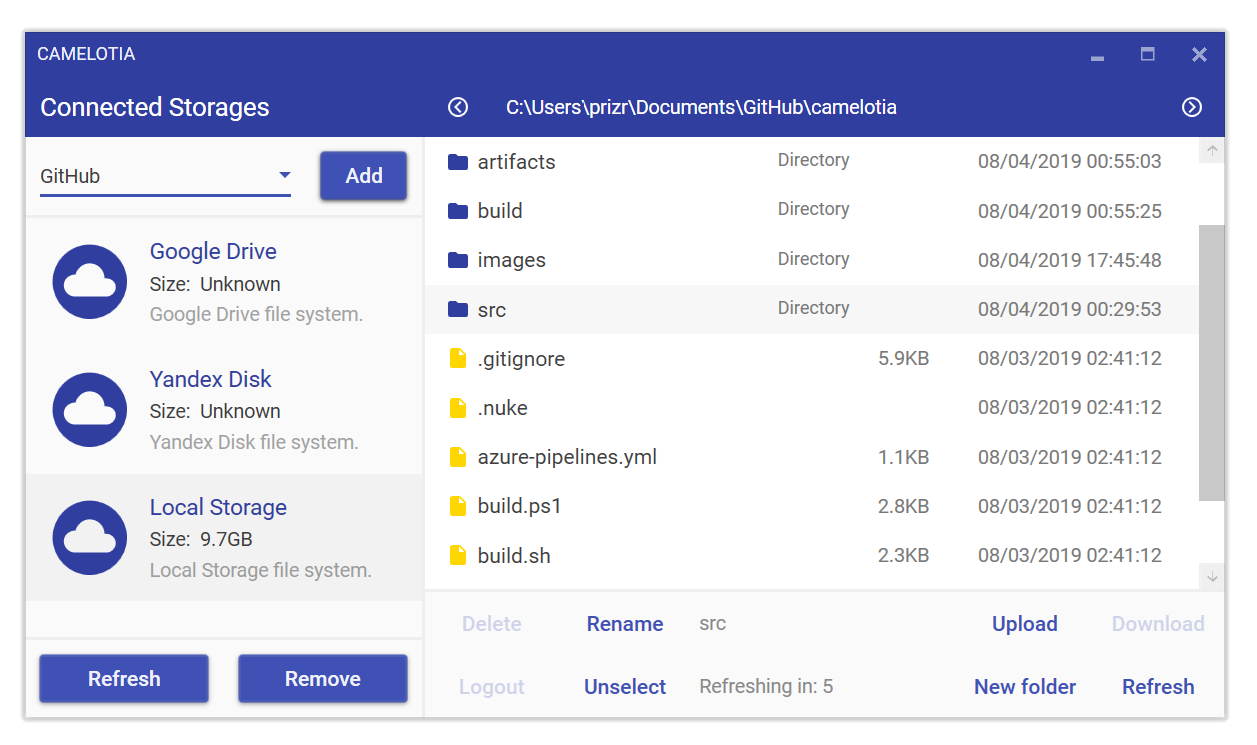 CAMELOTIA
Connected Storages
C:\Users\prizr\Documents\GitHub\camelotia
GitHub
Add
Google Drive
Size: Unknown
Google Drive file system.
Yandex Disk
Size: Unknown
Yandex Disk file system.
Local Storage
Size: 9.7GB
Local Storage file system.
Refresh Remove
artifacts Directory 08/04/2019 00:55:03
build Directory 08/04/2019 00:55:25
images Directory 08/04/2019 17:45:48
src Directory 08/04/2019 00:29:53
.gitignore 5.9KB 08/03/2019 02:41:12
.nuke 08/03/2019 02:41:12
azure-pipelines.yml 1.1KB 08/03/2019 02:41:12
build.ps1 2.8KB 08/03/2019 02:41:12
build.sh 2.3KB 08/03/2019 02:41:12
Delete Rename src Upload Download
Logout Unselect Refreshing in: 5 New folder Refresh